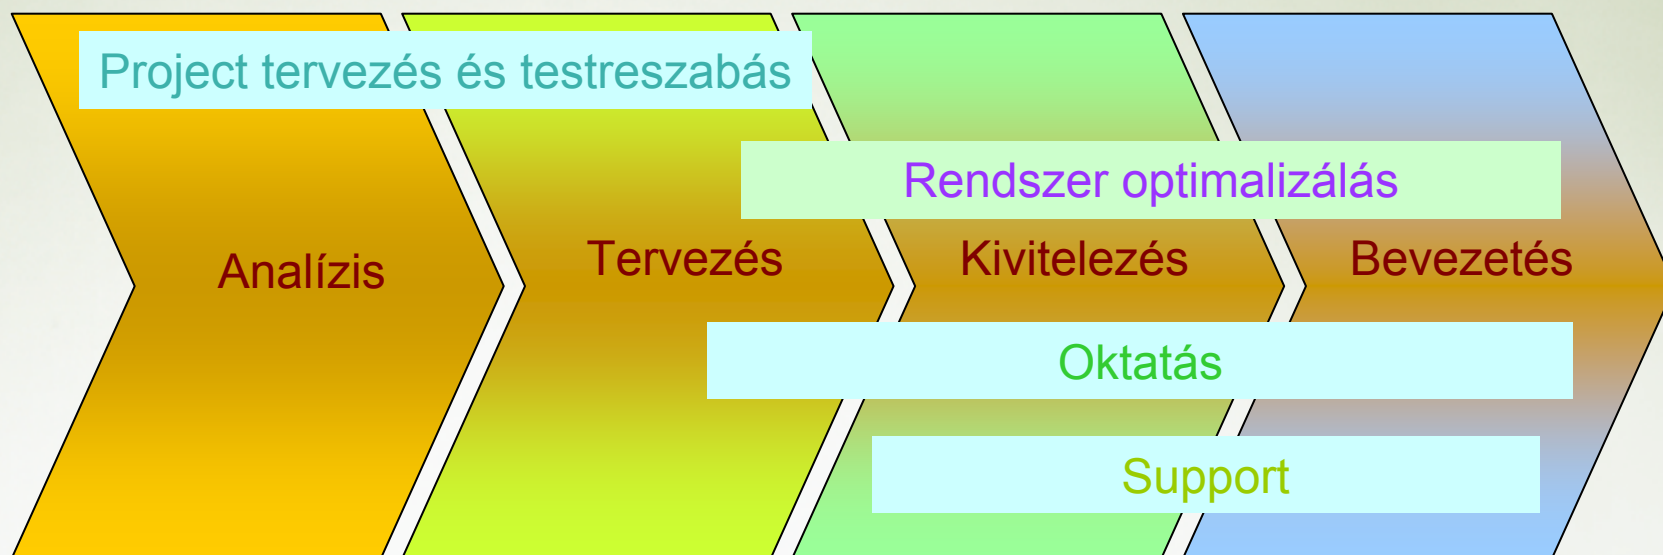 Project tervezés és testreszabás
Rendszer optimalizálás
Analízis
Tervezés
Kivitelezés
Bevezetés
Oktatás
Support